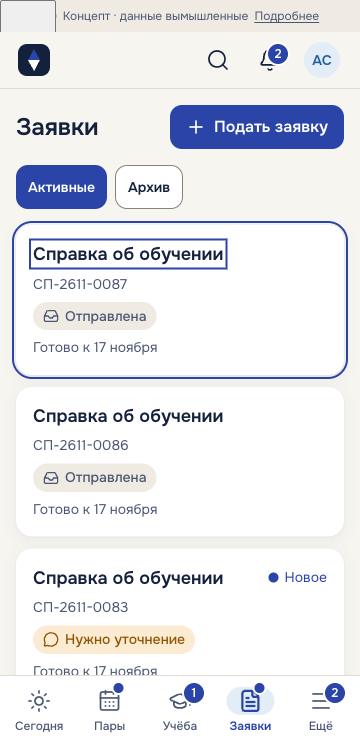 Концепт · данные вымышленные Подробнее
2
АС
Заявки
Подать заявку
Активные
Архив
Справка об обучении
СП-2611-0087
Отправлена
Готово к 17 ноября
Справка об обучении
СП-2611-0086
Отправлена
Готово к 17 ноября
Справка об обучении
Новое
СП-2611-0083
Нужно уточнение
Готово к 17 ноября
1
2
Сегодня
Пары
Учёба
Заявки
Ещё